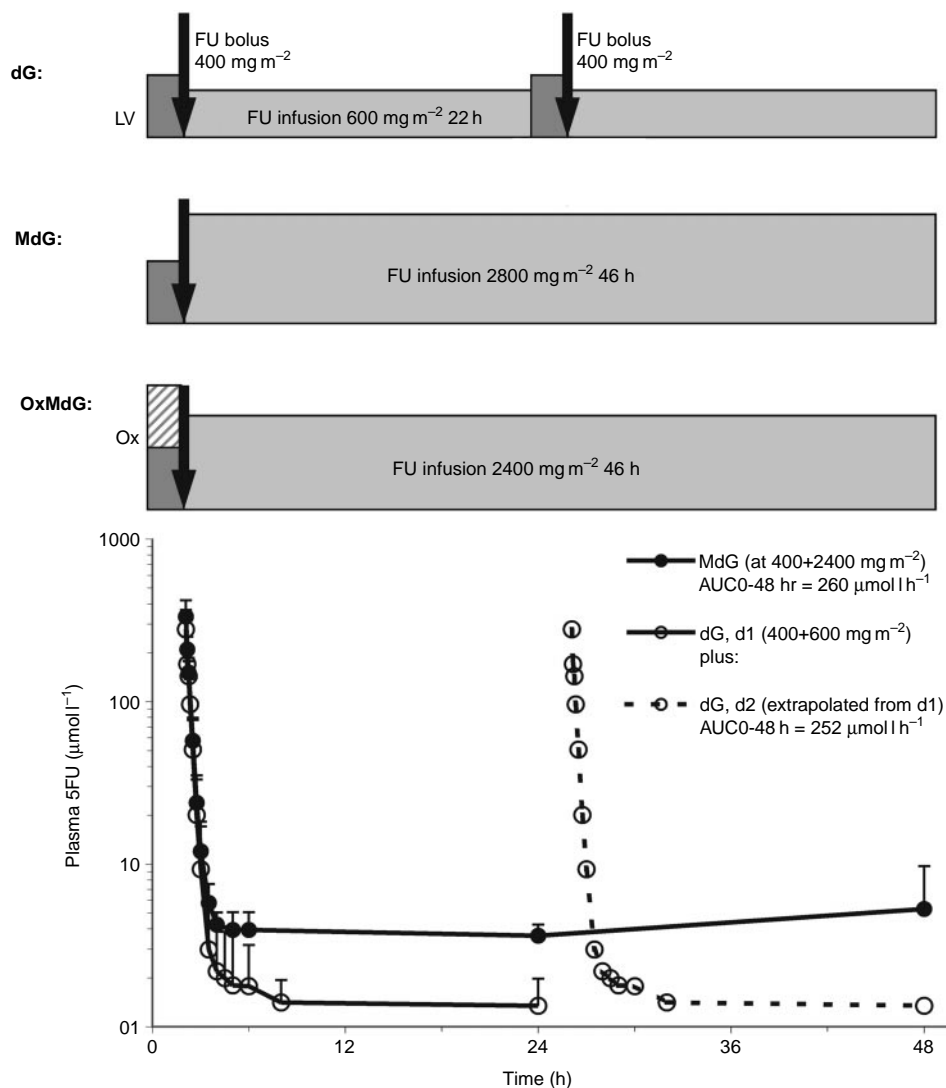 FU bolus
400 mg m⁻²
FU bolus
400 mg m⁻²
dG:
LV
FU infusion 600 mg m⁻² 22 h
MdG:
FU infusion 2800 mg m⁻² 46 h
OxMdG:
Ox
FU infusion 2400 mg m⁻² 46 h
1000
100
10
01
Plasma 5FU (μmol l⁻¹)
MdG (at 400+2400 mg m⁻²)
AUC0-48 hr = 260 μmol l h⁻¹
dG, d1 (400+600 mg m⁻²)
plus:
dG, d2 (extrapolated from d1)
AUC0-48 h = 252 μmol l h⁻¹
0
12
24
36
48
Time (h)